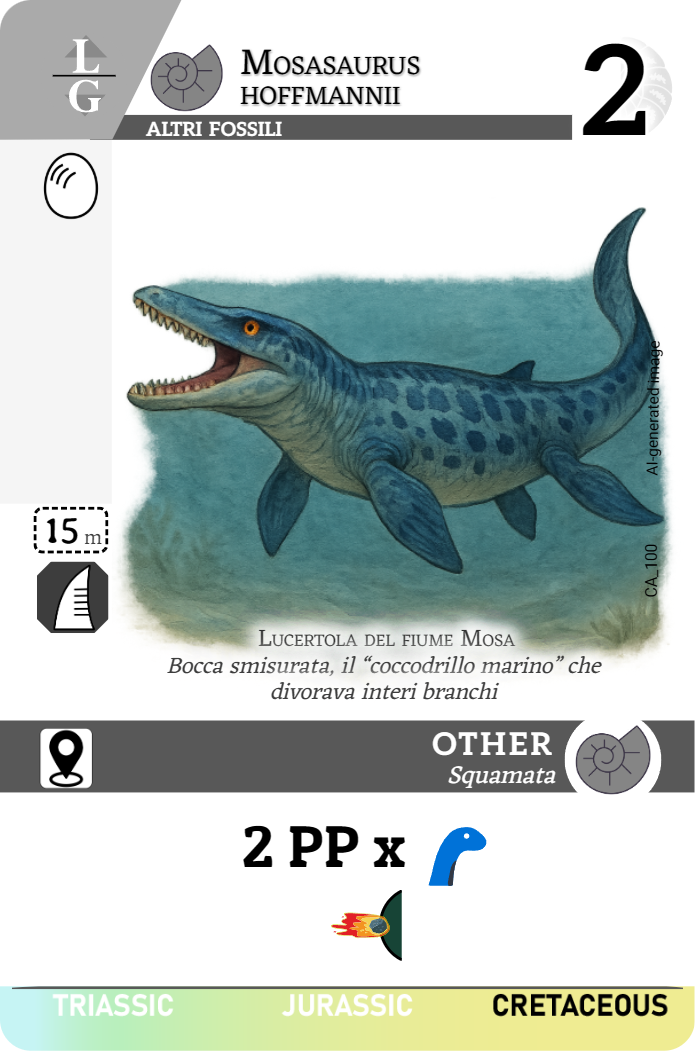 L
G
Mosasaurus
hoffmannii
2
ALTRI FOSSILI
AI-generated image
15 m
CA_100
Lucertola del fiume Mosa
Bocca smisurata, il “coccodrillo marino” che
divorava interi branchi
OTHER
Squamata
2 PP x
TRIASSIC JURASSIC CRETACEOUS